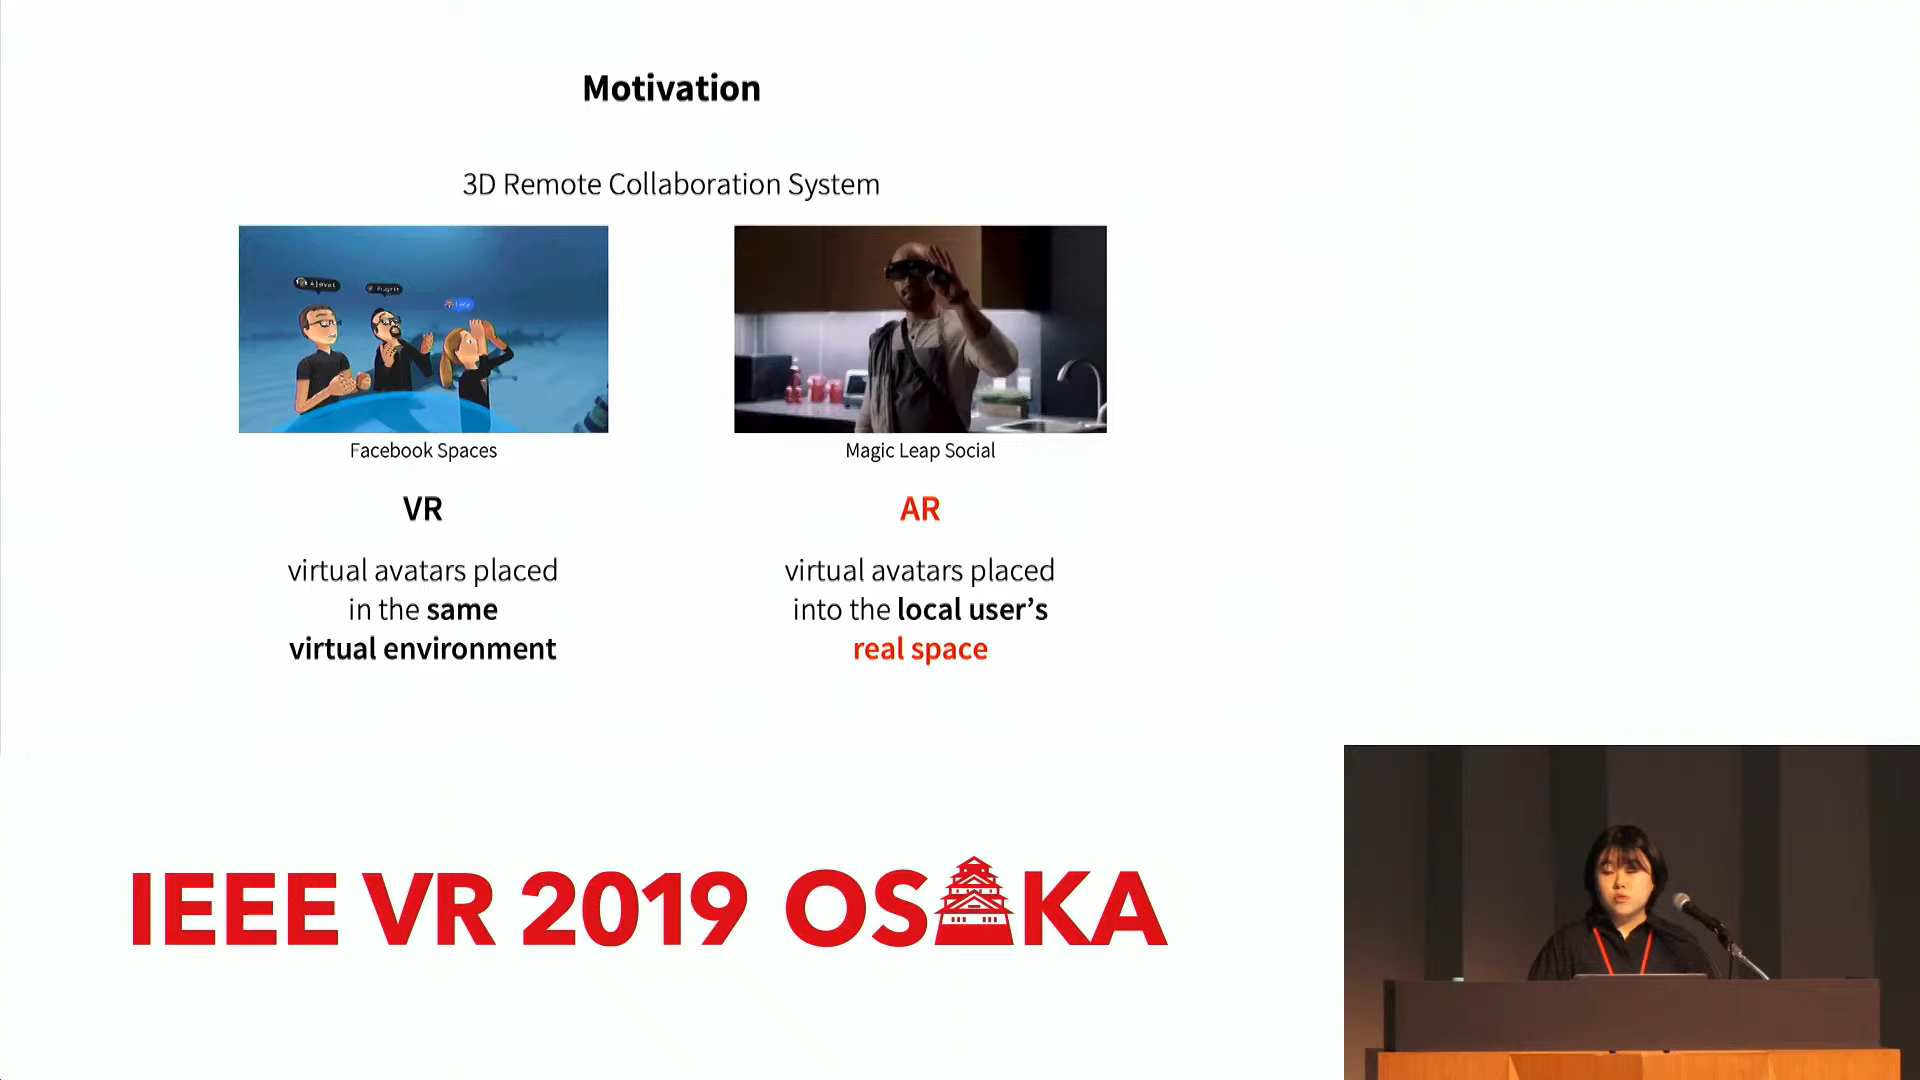 Motivation
3D Remote Collaboration System
Facebook Spaces
Magic Leap Social
VR
AR
virtual avatars placed
in the same
virtual environment
virtual avatars placed
into the local user's
real space
IEEE VR 2019 OSAKA